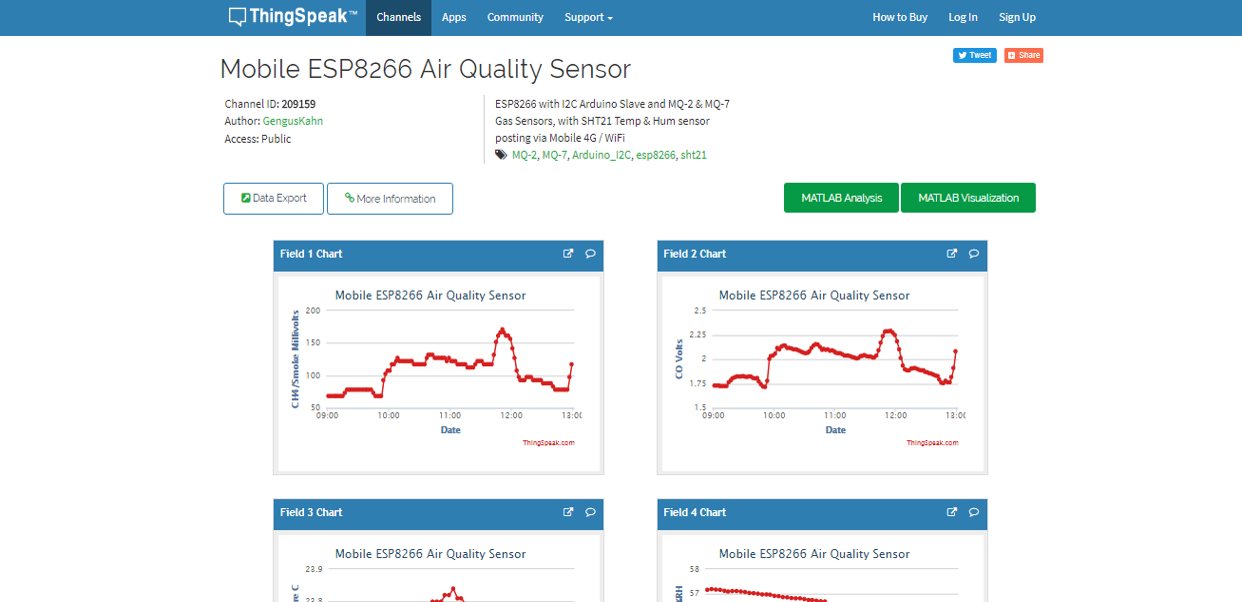 ThingSpeak™ Channels Apps Community Support How to Buy Log In Sign Up
Tweet Share
Mobile ESP8266 Air Quality Sensor
Channel ID: 209159
Author: GengusKahn
Access: Public
ESP8266 with I2C Arduino Slave and MQ-2 & MQ-7
Gas Sensors, with SHT21 Temp & Hum sensor
posting via Mobile 4G / WiFi
MQ-2, MQ-7, Arduino_I2C, esp8266, sht21
Data Export More Information MATLAB Analysis MATLAB Visualization
Field 1 Chart
Mobile ESP8266 Air Quality Sensor
CH4/Smoke Millivolts
200
150
100
50
09:00 10:00 11:00 12:00 13:00
Date
ThingSpeak.com
Field 2 Chart
Mobile ESP8266 Air Quality Sensor
CO Volts
2.5
2.25
2
1.75
1.5
09:00 10:00 11:00 12:00 13:00
Date
ThingSpeak.com
Field 3 Chart
Mobile ESP8266 Air Quality Sensor
23.9
23.8
re C
Field 4 Chart
Mobile ESP8266 Air Quality Sensor
58
57
%RH